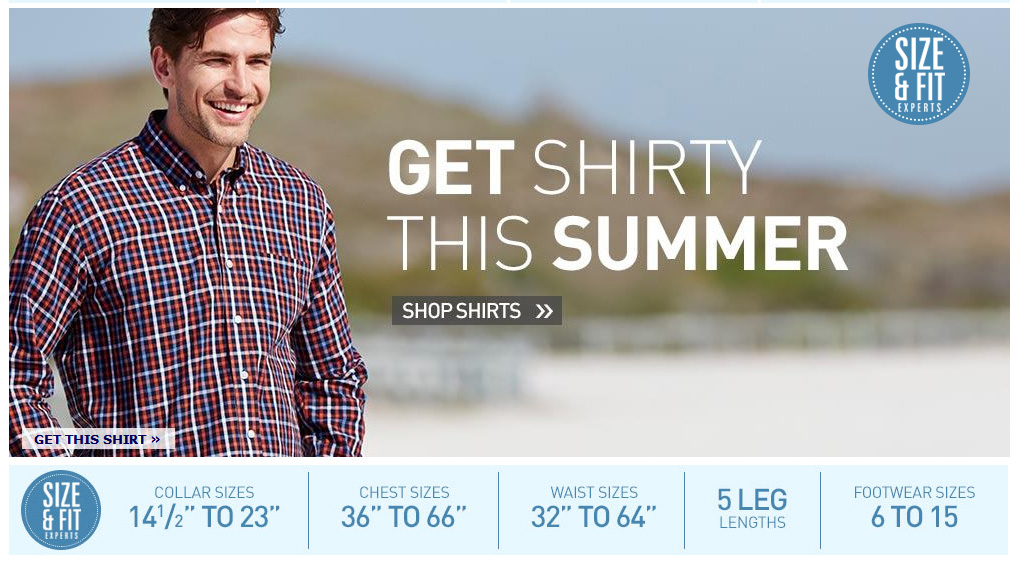 SIZE
& FIT
EXPERTS
GET SHIRTY
THIS SUMMER
SHOP SHIRTS »
GET THIS SHIRT »
SIZE
& FIT
EXPERTS
COLLAR SIZES
14 1/2” TO 23”
CHEST SIZES
36” TO 66”
WAIST SIZES
32” TO 64”
5 LEG
LENGTHS
FOOTWEAR SIZES
6 TO 15